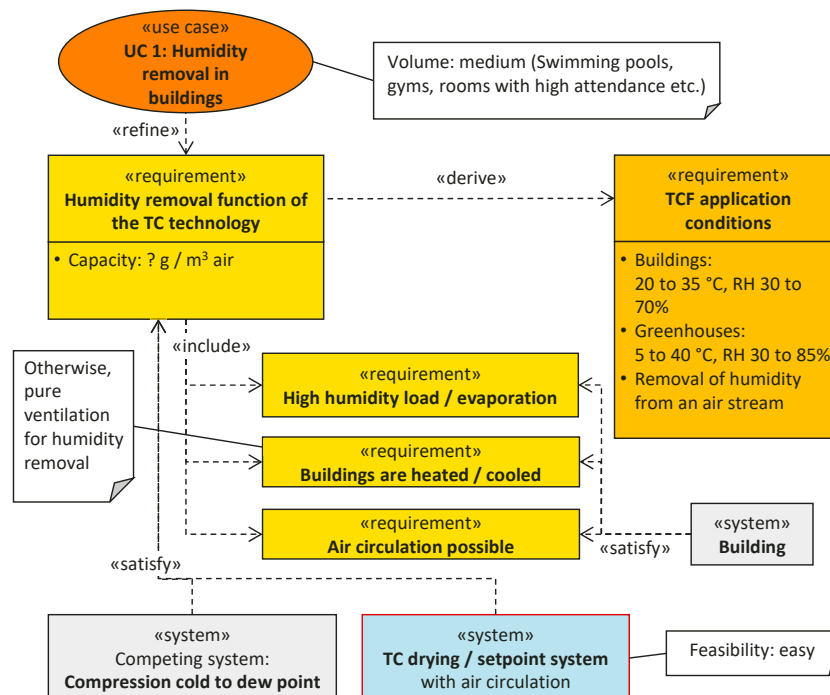 «use case»
UC 1: Humidity
removal in
buildings
Volume: medium (Swimming pools,
gyms, rooms with high attendance etc.)
«refine»
«requirement»
Humidity removal function of
the TC technology
• Capacity: ? g / m³ air
«derive»
«requirement»
TCF application
conditions
• Buildings:
20 to 35 °C, RH 30 to
70%
• Greenhouses:
5 to 40 °C, RH 30 to 85%
• Removal of humidity
from an air stream
«include»
Otherwise,
pure
ventilation
for humidity
removal
«requirement»
High humidity load / evaporation
«requirement»
Buildings are heated / cooled
«requirement»
Air circulation possible
«satisfy»
«system»
Building
«satisfy»
«system»
Competing system:
Compression cold to dew point
«system»
TC drying / setpoint system
with air circulation
Feasibility: easy